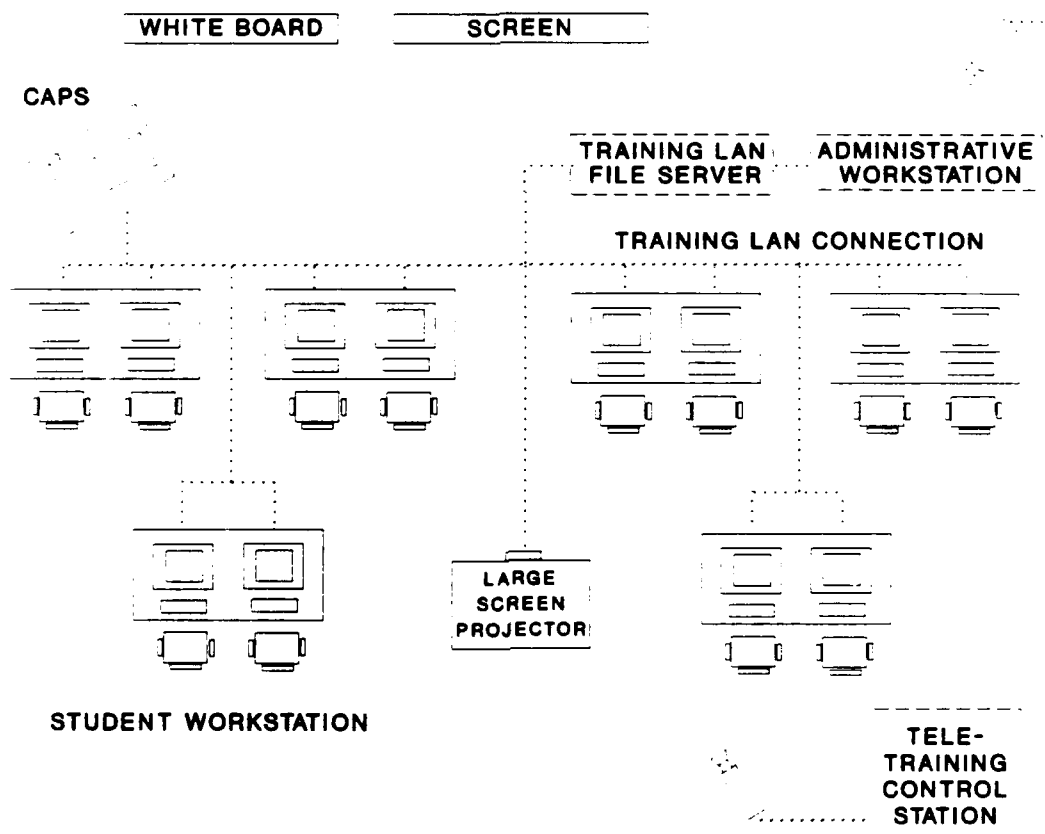 WHITE BOARD
SCREEN
CAPS
TRAINING LAN
FILE SERVER
ADMINISTRATIVE
WORKSTATION
TRAINING LAN CONNECTION
LARGE
SCREEN
PROJECTOR
STUDENT WORKSTATION
TELE-
TRAINING
CONTROL
STATION